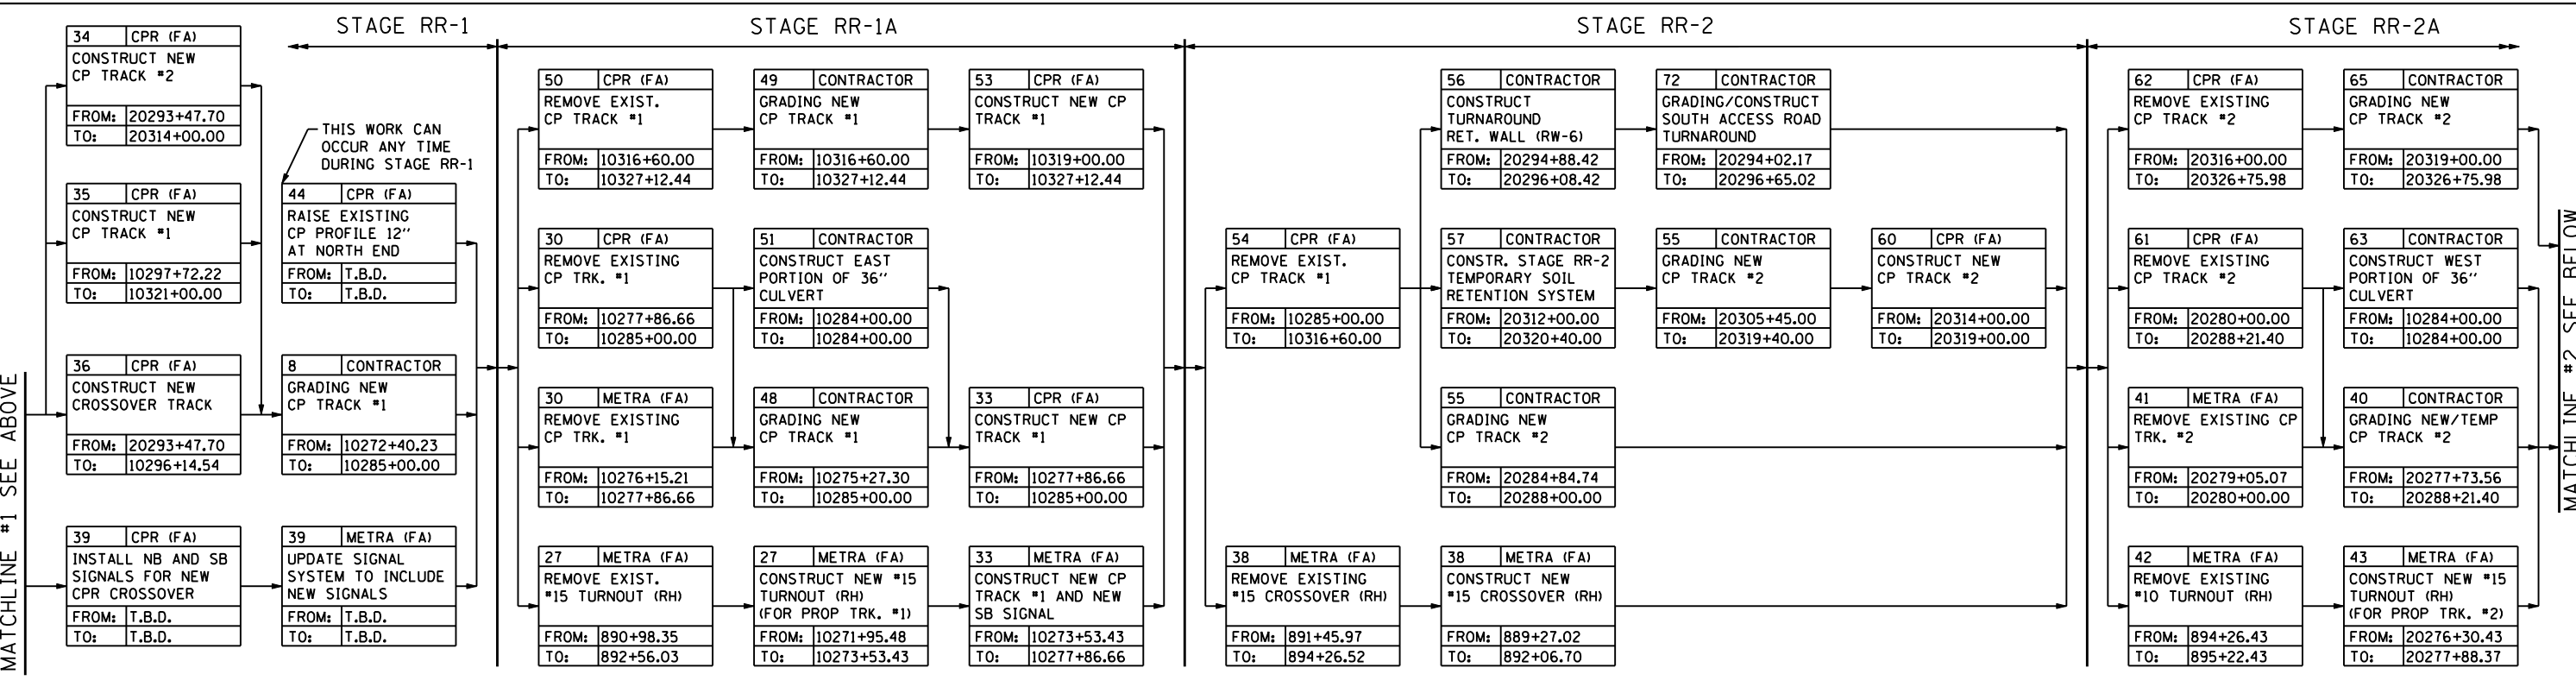 STAGE RR-1
STAGE RR-1A
STAGE RR-2
STAGE RR-2A
MATCHLINE #1 SEE ABOVE
34 CPR (FA)
CONSTRUCT NEW
CP TRACK #2
FROM: 20293+47.70
TO: 20314+00.00
35 CPR (FA)
CONSTRUCT NEW
CP TRACK #1
FROM: 10297+72.22
TO: 10321+00.00
36 CPR (FA)
CONSTRUCT NEW
CROSSOVER TRACK
FROM: 20293+47.70
TO: 10296+14.54
39 CPR (FA)
INSTALL NB AND SB
SIGNALS FOR NEW
CPR CROSSOVER
FROM: T.B.D.
TO: T.B.D.
THIS WORK CAN
OCCUR ANY TIME
DURING STAGE RR-1
44 CPR (FA)
RAISE EXISTING
CP PROFILE 12''
AT NORTH END
FROM: T.B.D.
TO: T.B.D.
8 CONTRACTOR
GRADING NEW
CP TRACK #1
FROM: 10272+40.23
TO: 10285+00.00
39 METRA (FA)
UPDATE SIGNAL
SYSTEM TO INCLUDE
NEW SIGNALS
FROM: T.B.D.
TO: T.B.D.
50 CPR (FA)
REMOVE EXIST.
CP TRACK #1
FROM: 10316+60.00
TO: 10327+12.44
49 CONTRACTOR
GRADING NEW
CP TRACK #1
FROM: 10316+60.00
TO: 10327+12.44
53 CPR (FA)
CONSTRUCT NEW CP
TRACK #1
FROM: 10319+00.00
TO: 10327+12.44
30 CPR (FA)
REMOVE EXISTING
CP TRK. #1
FROM: 10277+86.66
TO: 10285+00.00
51 CONTRACTOR
CONSTRUCT EAST
PORTION OF 36''
CULVERT
FROM: 10284+00.00
TO: 10284+00.00
30 METRA (FA)
REMOVE EXISTING
CP TRK. #1
FROM: 10276+15.21
TO: 10277+86.66
48 CONTRACTOR
GRADING NEW
CP TRACK #1
FROM: 10275+27.30
TO: 10285+00.00
33 CPR (FA)
CONSTRUCT NEW CP
TRACK #1
FROM: 10277+86.66
TO: 10285+00.00
27 METRA (FA)
REMOVE EXIST.
#15 TURNOUT (RH)
FROM: 890+98.35
TO: 892+56.03
27 METRA (FA)
CONSTRUCT NEW #15
TURNOUT (RH)
(FOR PROP TRK. #1)
FROM: 10271+95.48
TO: 10273+53.43
33 METRA (FA)
CONSTRUCT NEW CP
TRACK #1 AND NEW
SB SIGNAL
FROM: 10273+53.43
TO: 10277+86.66
54 CPR (FA)
REMOVE EXIST.
CP TRACK #1
FROM: 10285+00.00
TO: 10316+60.00
38 METRA (FA)
REMOVE EXISTING
#15 CROSSOVER (RH)
FROM: 891+45.97
TO: 894+26.52
56 CONTRACTOR
CONSTRUCT
TURNAROUND
RET. WALL (RW-6)
FROM: 20294+88.42
TO: 20296+08.42
72 CONTRACTOR
GRADING/CONSTRUCT
SOUTH ACCESS ROAD
TURNAROUND
FROM: 20294+02.17
TO: 20296+65.02
57 CONTRACTOR
CONSTR. STAGE RR-2
TEMPORARY SOIL
RETENTION SYSTEM
FROM: 20312+00.00
TO: 20320+40.00
55 CONTRACTOR
GRADING NEW
CP TRACK #2
FROM: 20305+45.00
TO: 20319+40.00
60 CPR (FA)
CONSTRUCT NEW
CP TRACK #2
FROM: 20314+00.00
TO: 20319+00.00
55 CONTRACTOR
GRADING NEW
CP TRACK #2
FROM: 20284+84.74
TO: 20288+00.00
38 METRA (FA)
CONSTRUCT NEW
#15 CROSSOVER (RH)
FROM: 889+27.02
TO: 892+06.70
62 CPR (FA)
REMOVE EXISTING
CP TRACK #2
FROM: 20316+00.00
TO: 20326+75.98
65 CONTRACTOR
GRADING NEW
CP TRACK #2
FROM: 20319+00.00
TO: 20326+75.98
61 CPR (FA)
REMOVE EXISTING
CP TRACK #2
FROM: 20280+00.00
TO: 20288+21.40
63 CONTRACTOR
CONSTRUCT WEST
PORTION OF 36''
CULVERT
FROM: 10284+00.00
TO: 10284+00.00
41 METRA (FA)
REMOVE EXISTING CP
TRK. #2
FROM: 20279+05.07
TO: 20280+00.00
40 CONTRACTOR
GRADING NEW/TEMP
CP TRACK #2
FROM: 20277+73.56
TO: 20288+21.40
42 METRA (FA)
REMOVE EXISTING
#10 TURNOUT (RH)
FROM: 894+26.43
TO: 895+22.43
43 METRA (FA)
CONSTRUCT NEW #15
TURNOUT (RH)
(FOR PROP TRK. #2)
FROM: 20276+30.43
TO: 20277+88.37
MATCHLINE #2 SEE BELOW